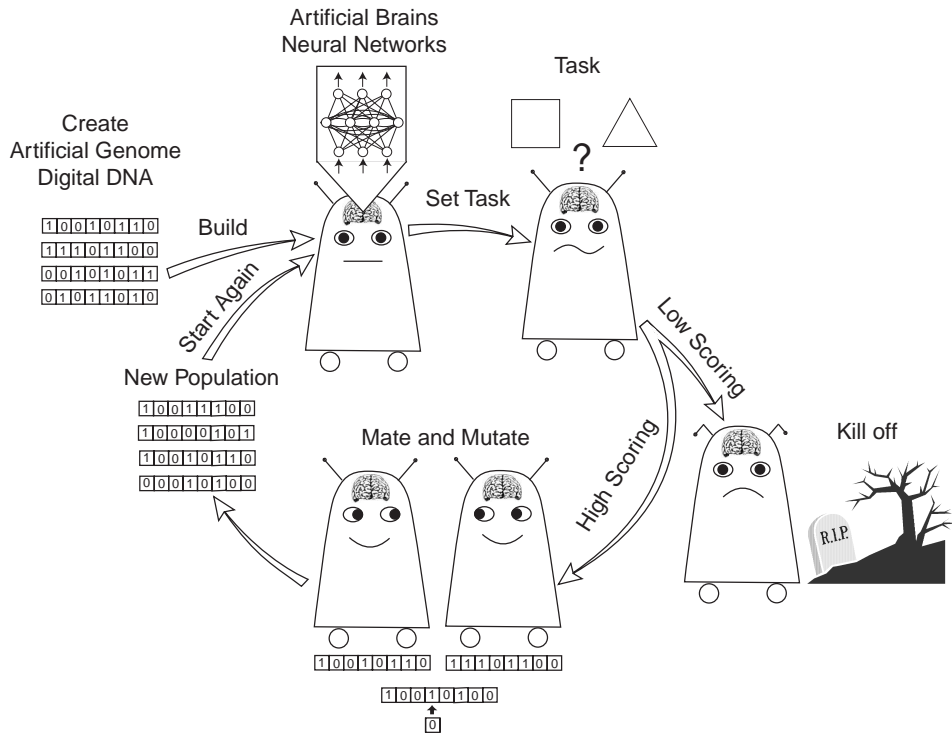 Artificial Brains
Neural Networks
Task
Create
Artificial Genome
Digital DNA
?
1 0 0 1 0 1 1 0
1 1 1 0 1 1 0 0
0 0 1 0 1 0 1 1
0 1 0 1 1 0 1 0
Build
Set Task
Start Again
Low Scoring
High Scoring
New Population
1 0 0 1 1 1 0 0
1 0 0 0 0 1 0 1
1 0 0 1 0 1 1 0
0 0 0 1 0 1 0 0
Mate and Mutate
Kill off
R.I.P.
1 0 0 1 0 1 1 0
1 1 1 0 1 1 0 0
1 0 0 1 0 1 0 0
0